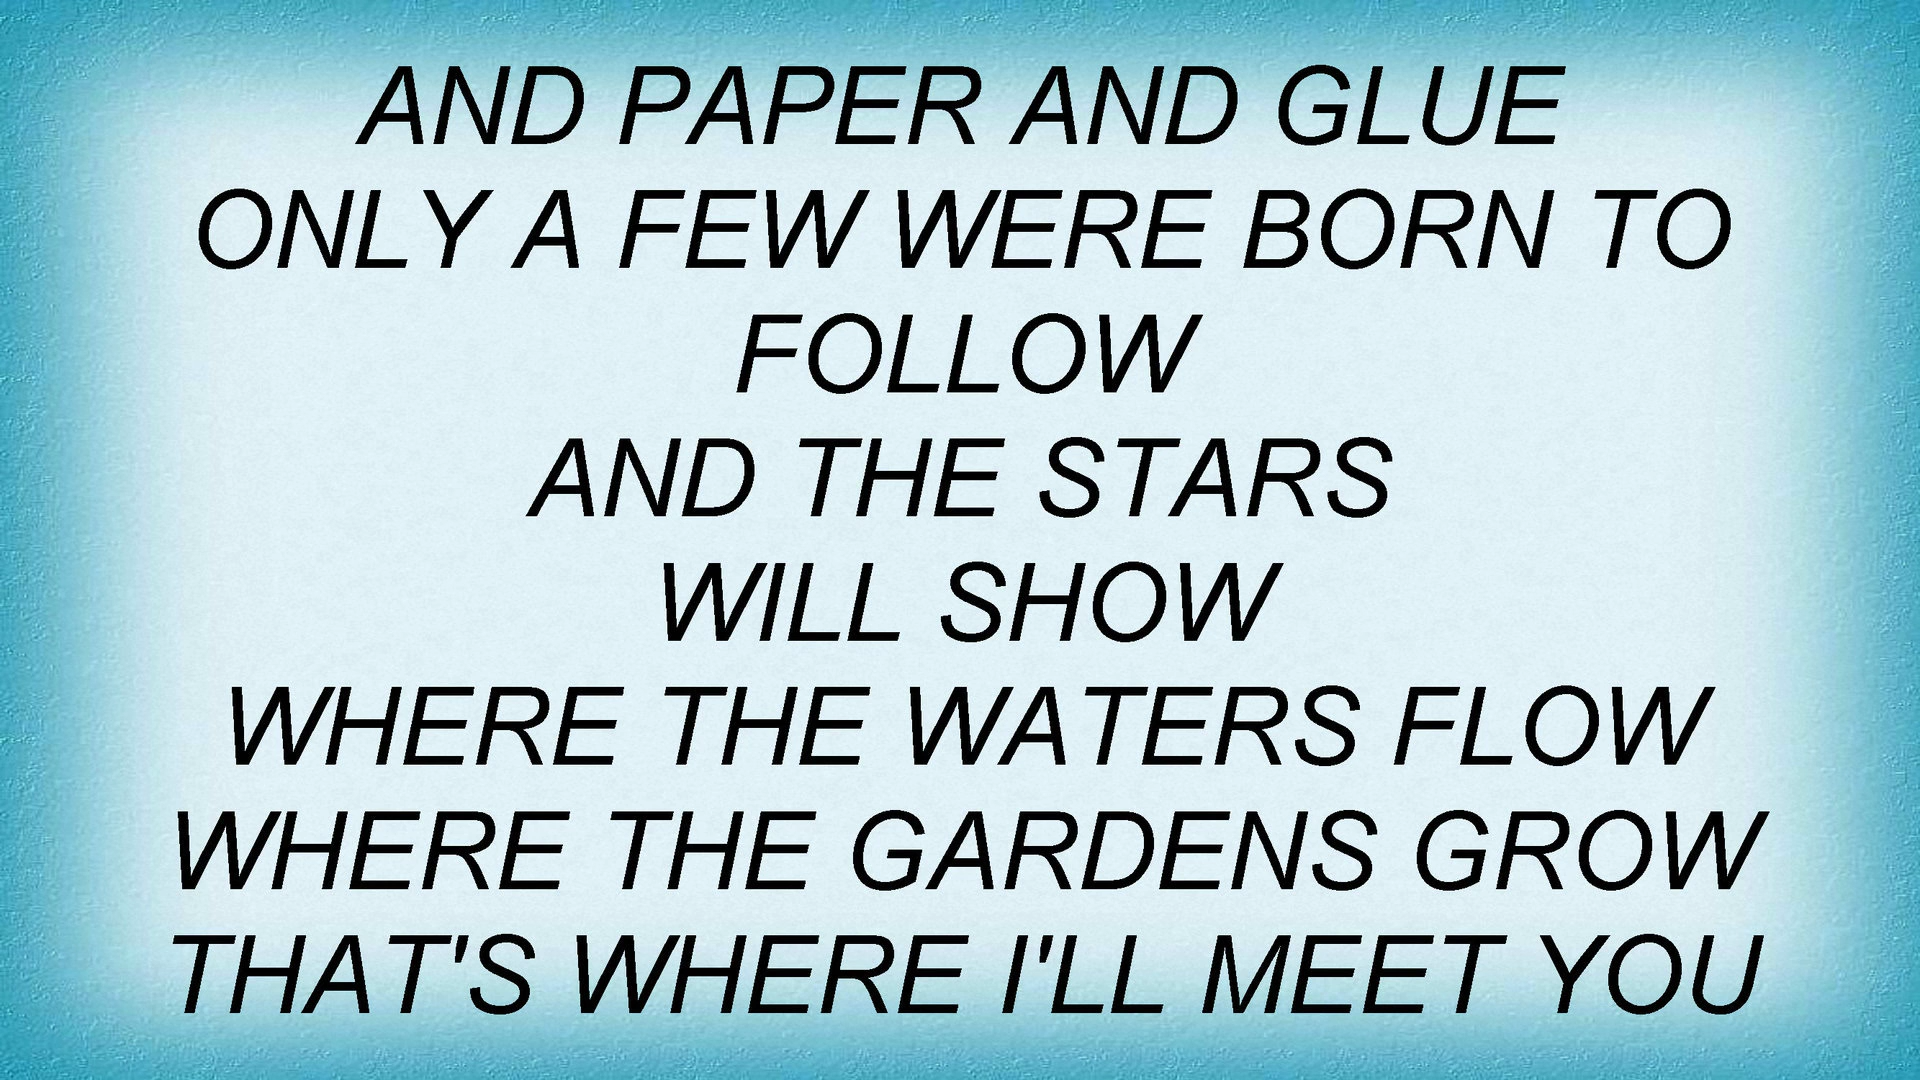 AND PAPER AND GLUE
ONLY A FEW WERE BORN TO
FOLLOW
AND THE STARS
WILL SHOW
WHERE THE WATERS FLOW
WHERE THE GARDENS GROW
THAT'S WHERE I'LL MEET YOU